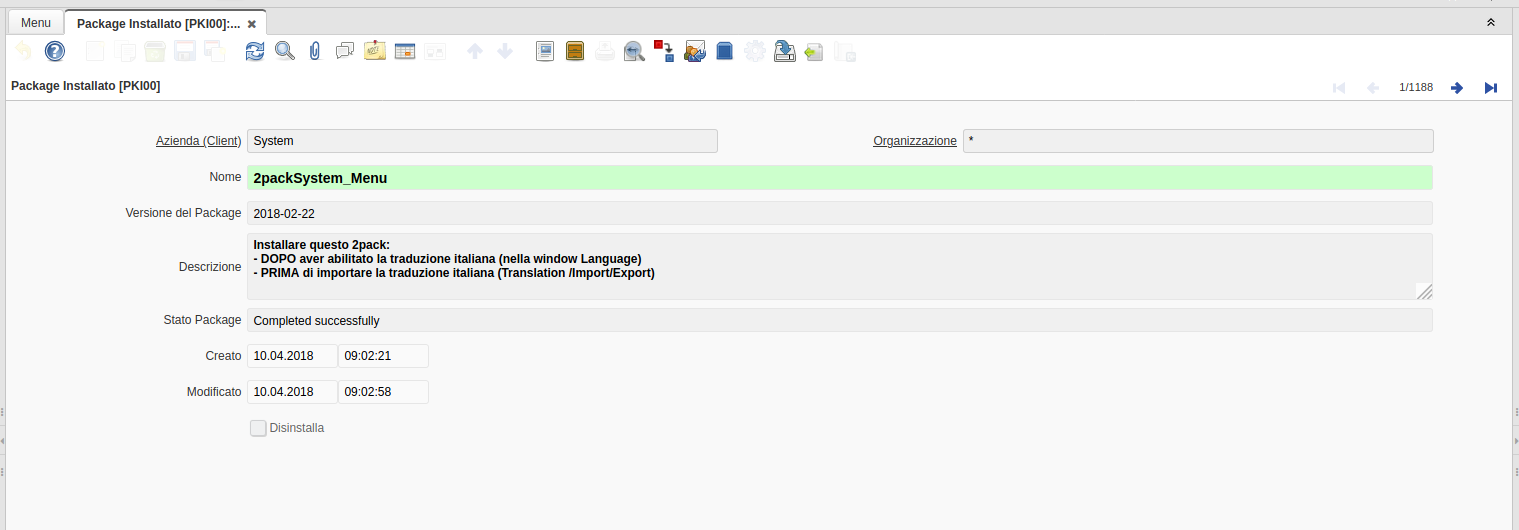 Menu
Package Installato [PKI00]:...
Package Installato [PKI00]
1/1188
Azienda (Client) System
Organizzazione *
Nome 2packSystem_Menu
Versione del Package 2018-02-22
Descrizione
Installare questo 2pack:
- DOPO aver abilitato la traduzione italiana (nella window Language)
- PRIMA di importare la traduzione italiana (Translation /Import/Export)
Stato Package Completed successfully
Creato 10.04.2018 09:02:21
Modificato 10.04.2018 09:02:58
Disinstalla